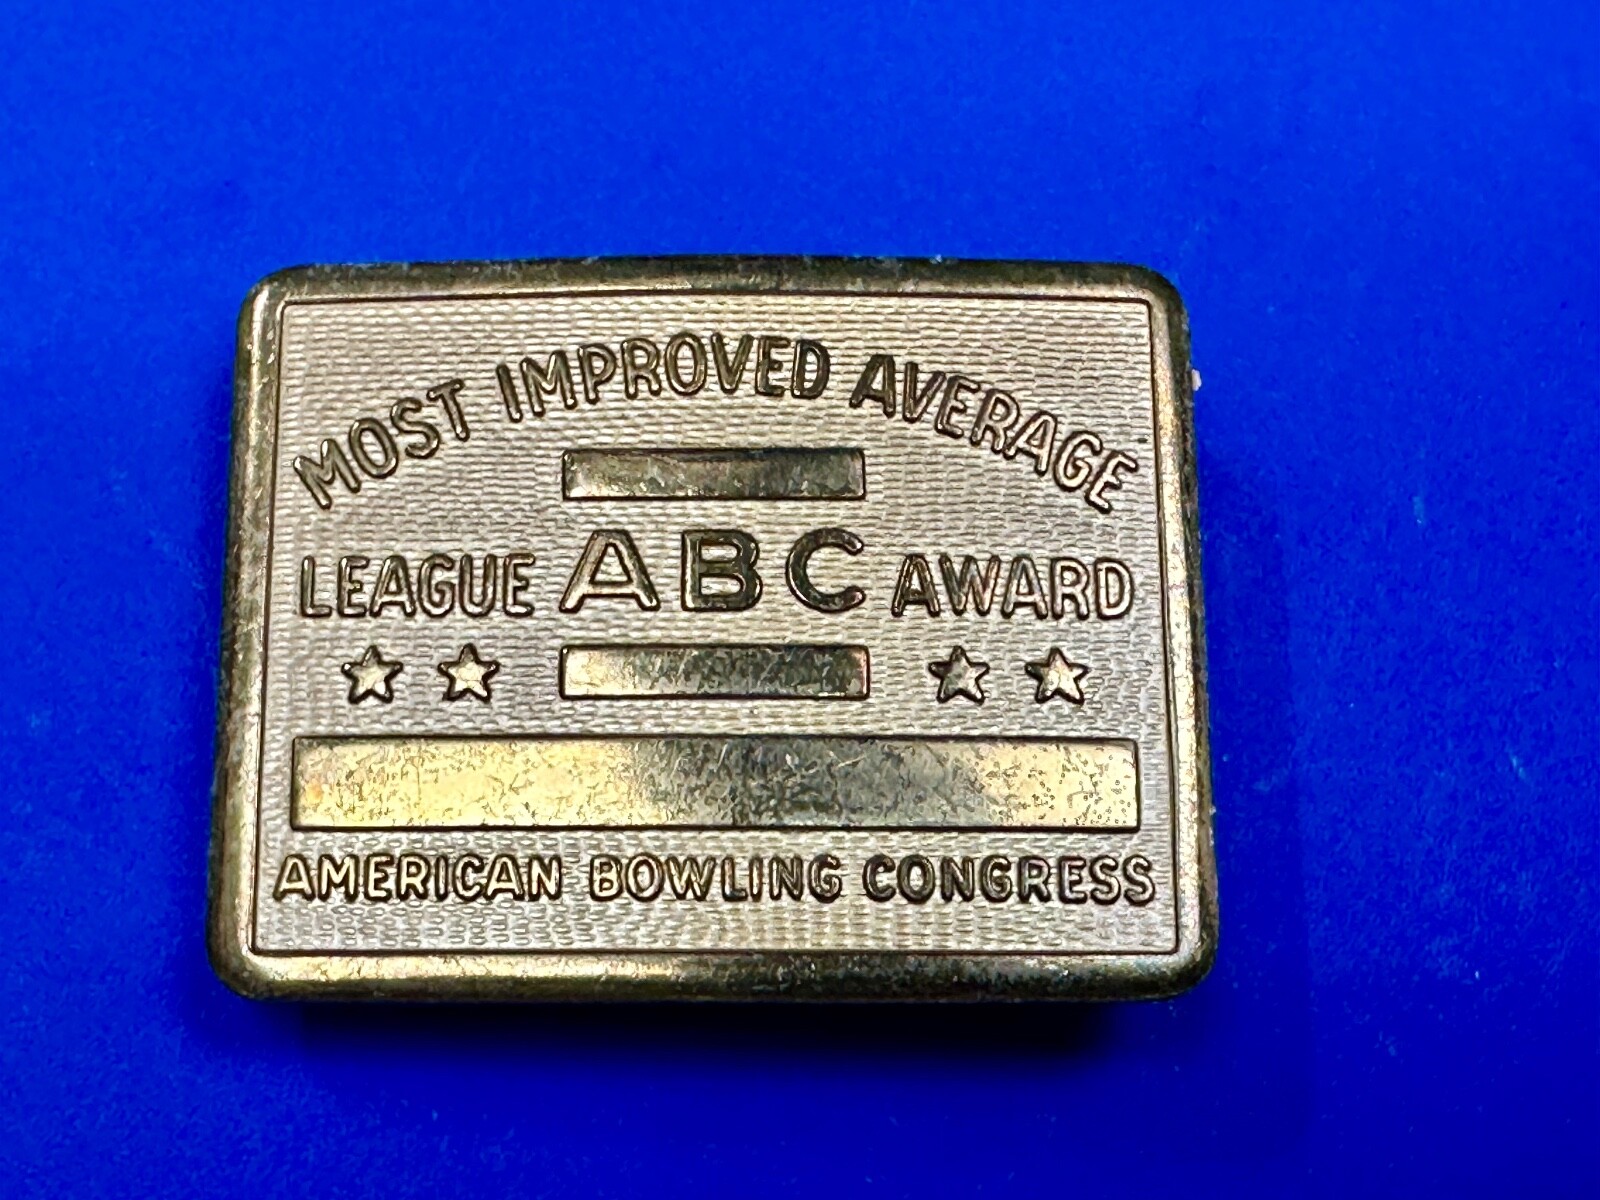 MOST IMPROVED AVERAGE
LEAGUE ABC AWARD
AMERICAN BOWLING CONGRESS